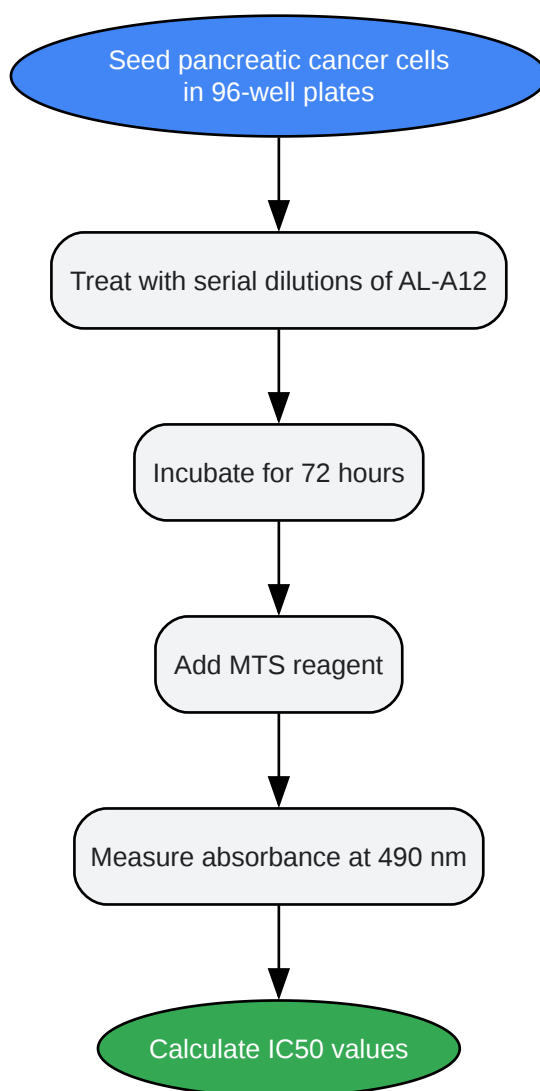 Seed pancreatic cancer cells
in 96-well plates
Treat with serial dilutions of AL-A12
Incubate for 72 hours
Add MTS reagent
Measure absorbance at 490 nm
Calculate IC50 values